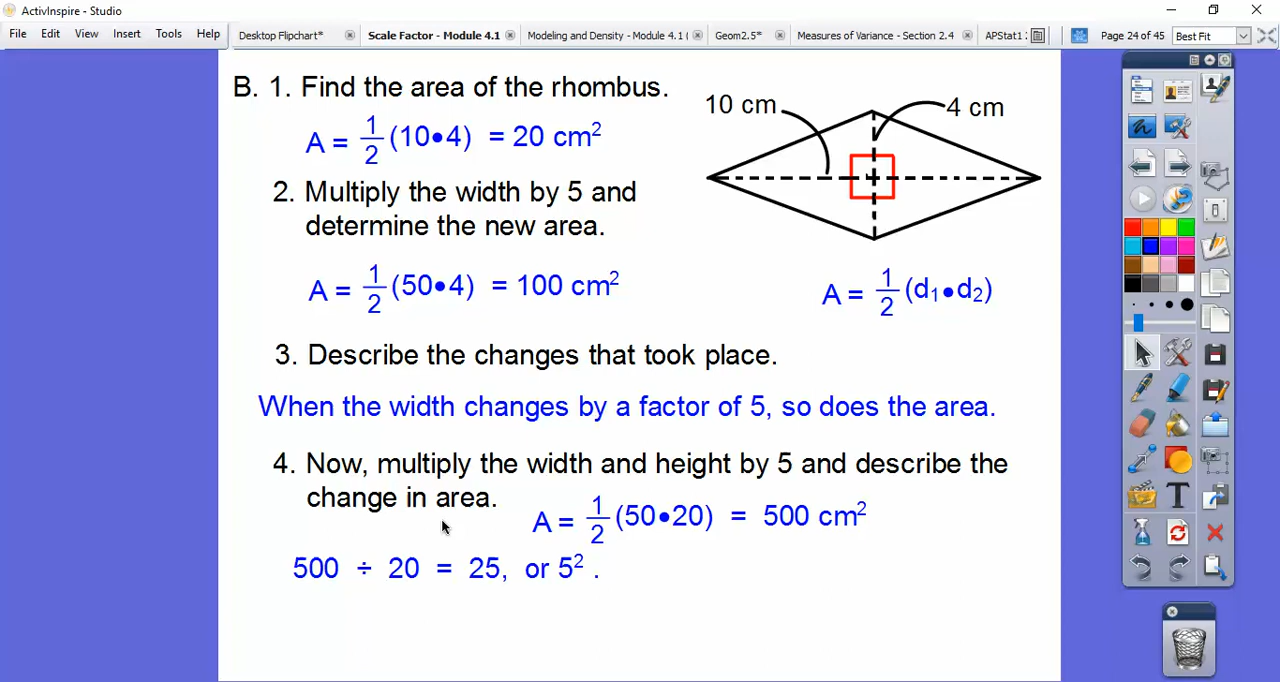 ActivInspire - Studio
File Edit View Insert Tools Help
Desktop Flipchart* Scale Factor - Module 4.1 Modeling and Density - Module 4.1 ( Geom2.5* Measures of Variance - Section 2.4 APStat1: Page 24 of 45 Best Fit
B. 1. Find the area of the rhombus.
10 cm
4 cm
A = 1/2 (10•4) = 20 cm²
2. Multiply the width by 5 and
determine the new area.
A = 1/2 (50•4) = 100 cm²
A = 1/2 (d₁•d₂)
3. Describe the changes that took place.
When the width changes by a factor of 5, so does the area.
4. Now, multiply the width and height by 5 and describe the
change in area.
A = 1/2 (50•20) = 500 cm²
500 ÷ 20 = 25, or 5² .